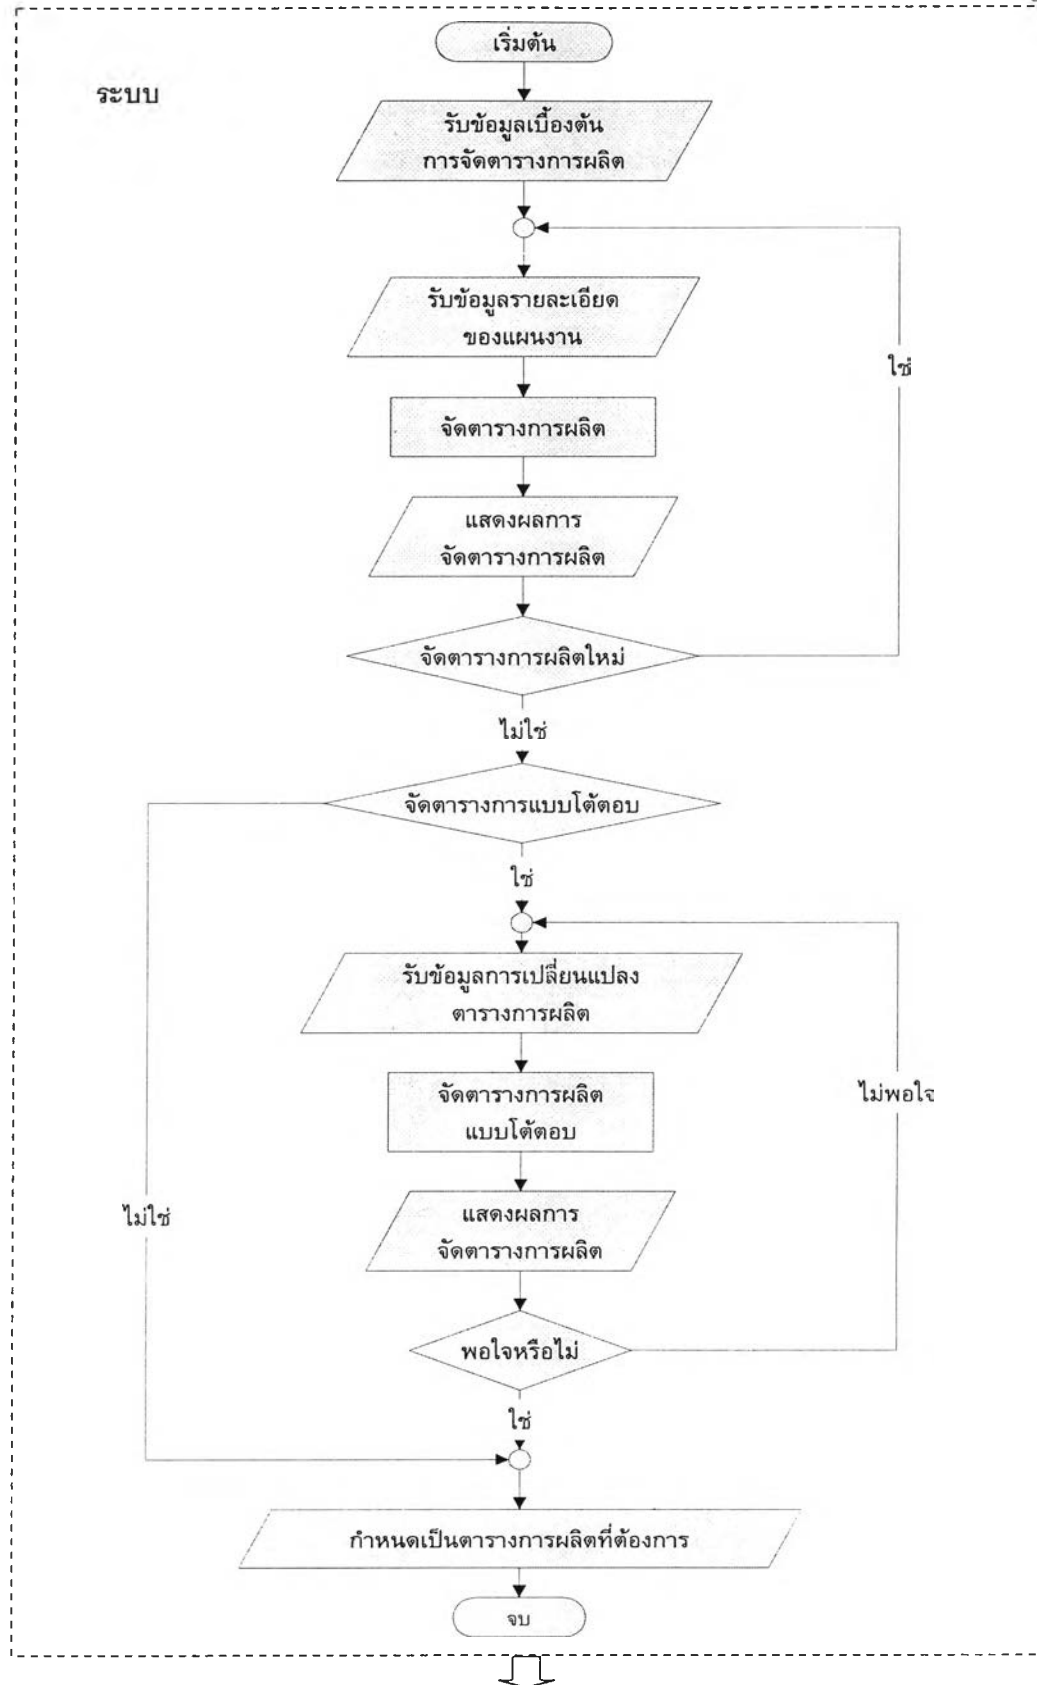 เริ่มต้น
ระบบ
รับข้อมูลเบื้องต้น
การจัดตารางการผลิต
รับข้อมูลรายละเอียด
ของแผนงาน
ใช่
จัดตารางการผลิต
แสดงผลการ
จัดตารางการผลิต
จัดตารางการผลิตใหม่
ไม่ใช่
จัดตารางการแบบโต้ตอบ
ใช่
รับข้อมูลการเปลี่ยนแปลง
ตารางการผลิต
จัดตารางการผลิต
แบบโต้ตอบ
ไม่พอใจ
แสดงผลการ
จัดตารางการผลิต
ไม่ใช่
พอใจหรือไม่
ใช่
กำหนดเป็นตารางการผลิตที่ต้องการ
จบ